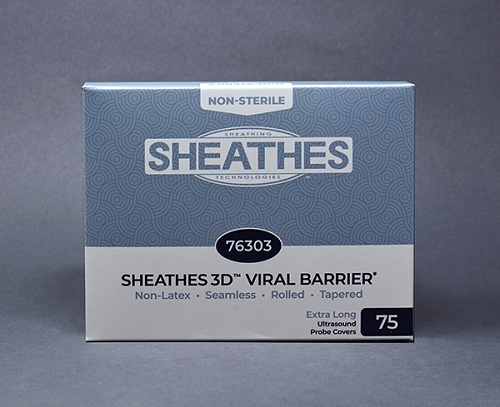 NON-STERILE
SHEATHING
SHEATHES
TECHNOLOGIES
76303
SHEATHES 3D™ VIRAL BARRIER*
Non-Latex • Seamless • Rolled • Tapered
Extra Long
Ultrasound
Probe Covers
75